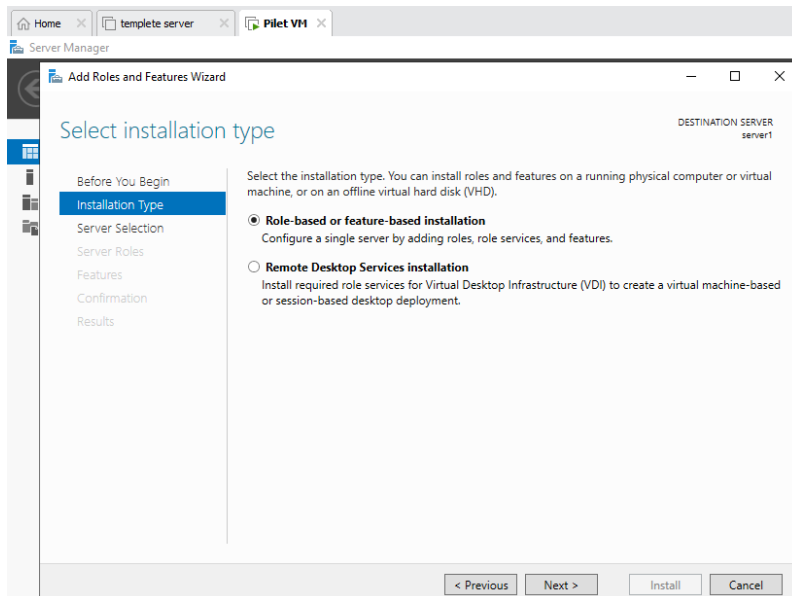 Home
templete server
Pilet VM
Server Manager
Add Roles and Features Wizard
Select installation type
DESTINATION SERVER
server1
Before You Begin
Installation Type
Server Selection
Server Roles
Features
Confirmation
Results
Select the installation type. You can install roles and features on a running physical computer or virtual
machine, or on an offline virtual hard disk (VHD).
Role-based or feature-based installation
Configure a single server by adding roles, role services, and features.
Remote Desktop Services installation
Install required role services for Virtual Desktop Infrastructure (VDI) to create a virtual machine-based
or session-based desktop deployment.
< Previous
Next >
Install
Cancel